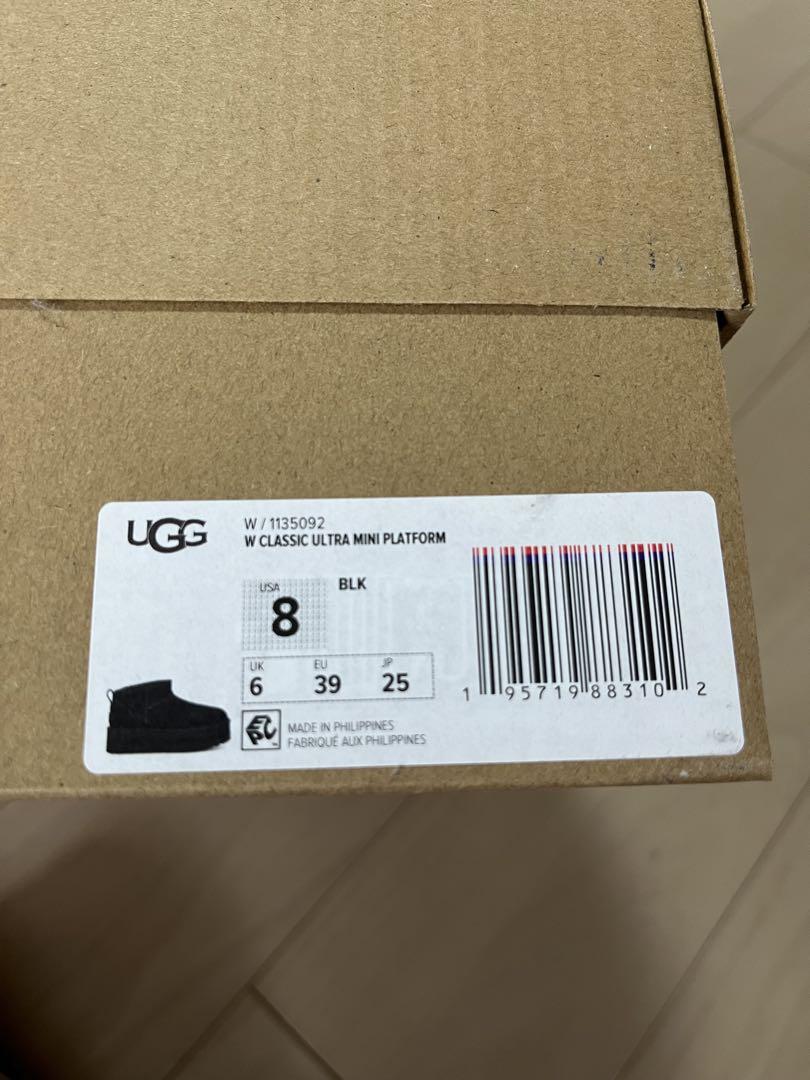 UGG
W / 1135092
W CLASSIC ULTRA MINI PLATFORM
USA
8
BLK
UK
6
EU
39
JP
25
EPC
MADE IN PHILIPPINES
FABRIQUÉ AUX PHILIPPINES
1 95719 88310 2